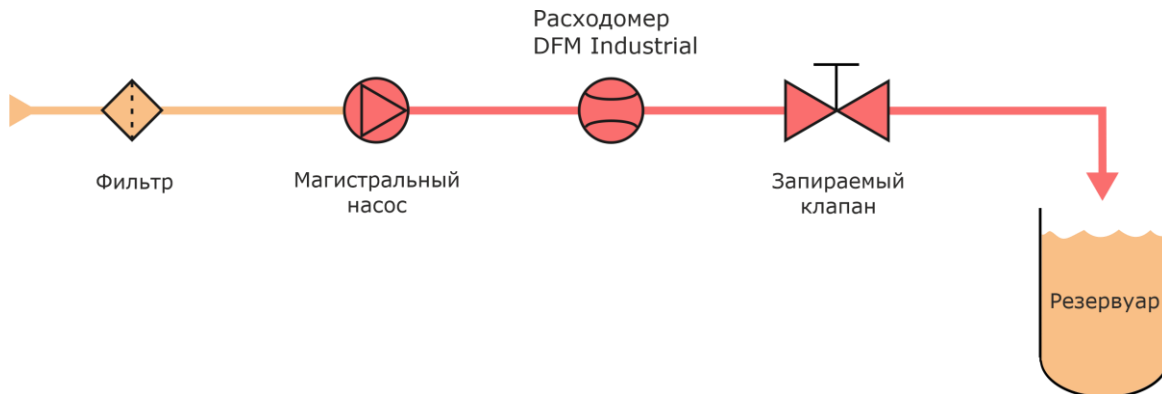 Расходомер
DFM Industrial
Фильтр
Магистральный
насос
Запираемый
клапан
Резервуар